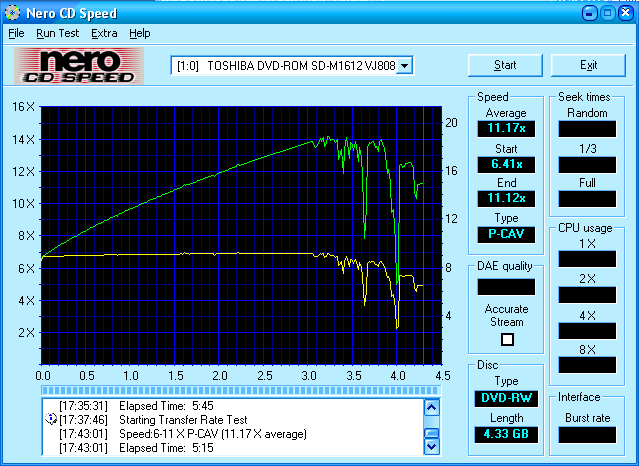 Nero CD Speed
File Run Test Extra Help
nero
CD SPEED
[1:0] TOSHIBA DVD-ROM SD-M1612 VJ808
Start
Exit
16 X
14 X
12 X
10 X
8 X
6 X
4 X
2 X
20
16
12
8
4
0.0 0.5 1.0 1.5 2.0 2.5 3.0 3.5 4.0 4.5
Speed
Average
11.17x
Start
6.41x
End
11.12x
Type
P-CAV
DAE quality
Accurate
Stream
Disc
Type
DVD-RW
Length
4.33 GB
Seek times
Random
1/3
Full
CPU usage
1 X
2 X
4 X
8 X
Interface
Burst rate
[17:35:31] Elapsed Time: 5:45
[17:37:46] Starting Transfer Rate Test
[17:43:01] Speed:6-11 X P-CAV (11.17 X average)
[17:43:01] Elapsed Time: 5:15